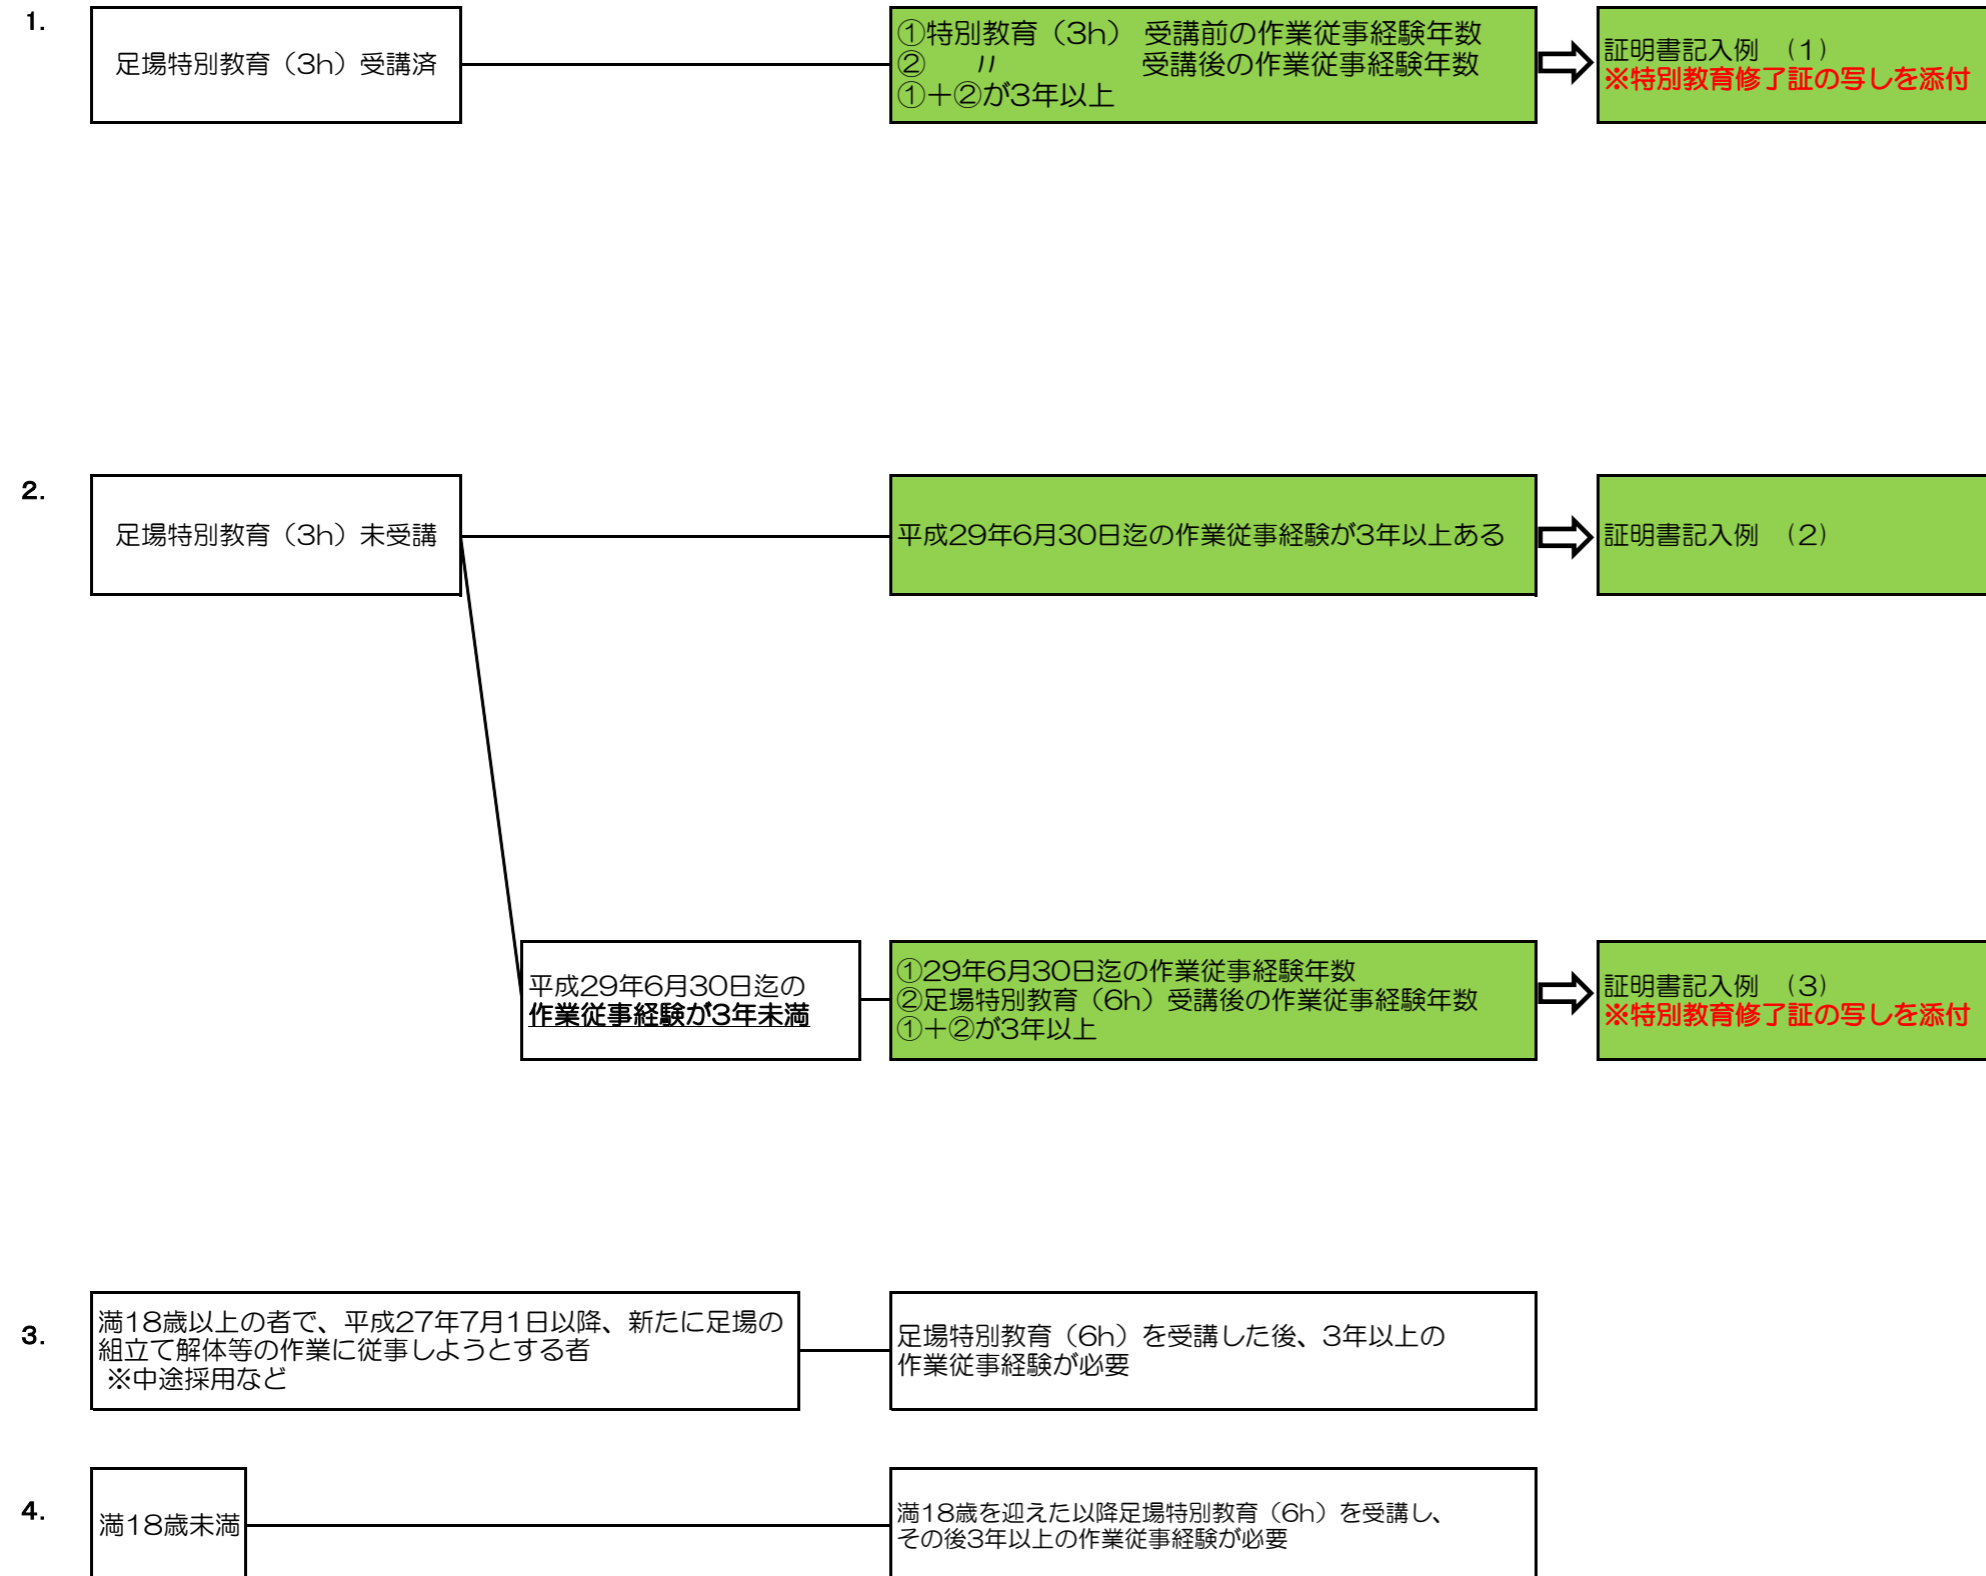 1.
足場特別教育（3h）受講済
①特別教育（3h） 受講前の作業従事経験年数
②　　〃　　　　　受講後の作業従事経験年数
①＋②が3年以上
証明書記入例　（1）
※特別教育修了証の写しを添付
2.
足場特別教育（3h）未受講
平成29年6月30日迄の作業従事経験が3年以上ある
証明書記入例　（2）
平成29年6月30日迄の
作業従事経験が3年未満
①29年6月30日迄の作業従事経験年数
②足場特別教育（6h）受講後の作業従事経験年数
①＋②が3年以上
証明書記入例　（3）
※特別教育修了証の写しを添付
3.
満18歳以上の者で、平成27年7月1日以降、新たに足場の
組立て解体等の作業に従事しようとする者
※中途採用など
足場特別教育（6h）を受講した後、3年以上の
作業従事経験が必要
4.
満18歳未満
満18歳を迎えた以降足場特別教育（6h）を受講し、
その後3年以上の作業従事経験が必要